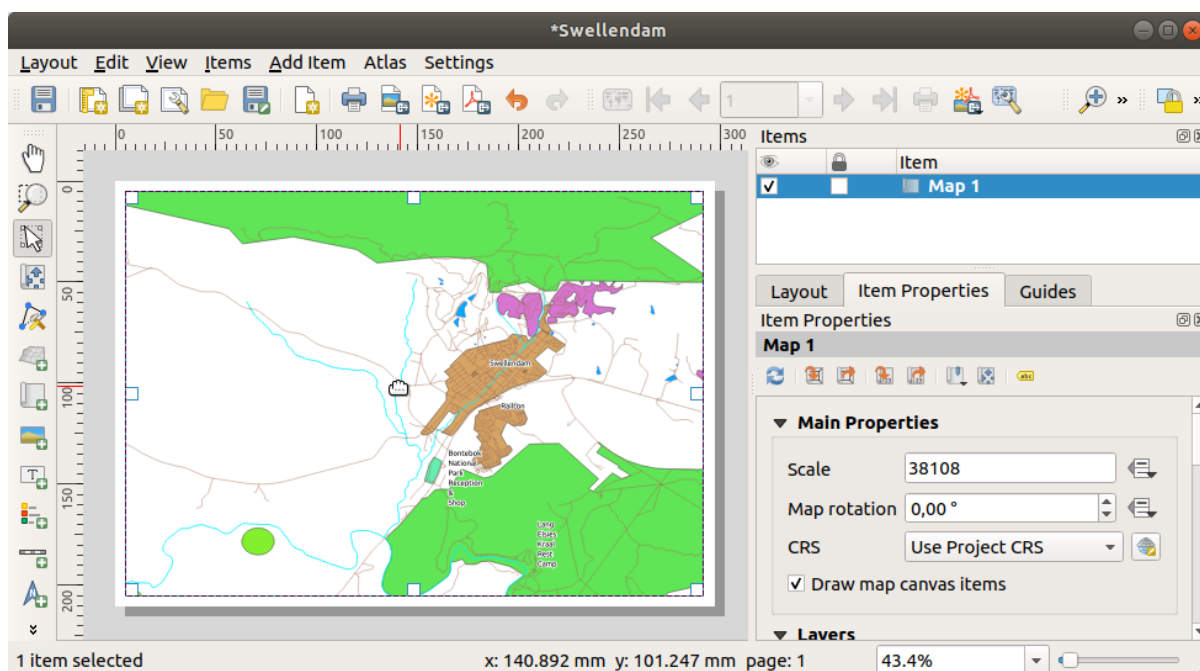 *Swellendam
Layout Edit View Items Add Item Atlas Settings
1
0 50 100 150 200 250 300
0
50
100
150
200
Swellendam
Railton
Bontebok
National
Park
Reception
&
Shop
Lang
Elsies
Kraal
Rest
Camp
Items
Item
Map 1
Layout Item Properties Guides
Item Properties
Map 1
abc
Main Properties
Scale 38108
Map rotation 0,00 °
CRS Use Project CRS
Draw map canvas items
Layers
1 item selected x: 140.892 mm y: 101.247 mm page: 1 43.4%